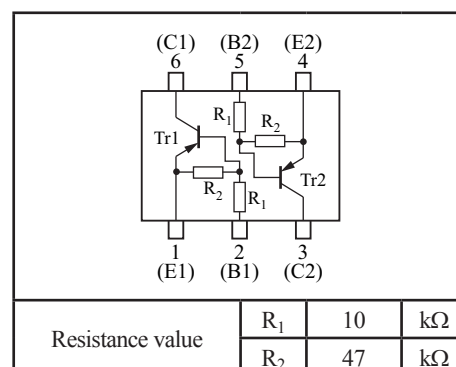 (C1) (B2) (E2)
6 5 4
R1
R2
Tr1
Tr2
R2
R1
1 2 3
(E1) (B1) (C2)
Resistance value R1 10 kΩ
R2 47 kΩ